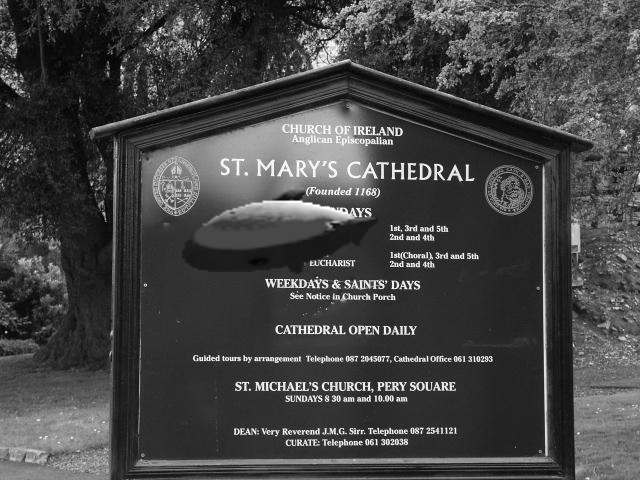 CHURCH OF IRELAND
Anglican Episcopalian
ST. MARY'S CATHEDRAL
(Founded 1168)
1st, 3rd and 5th
2nd and 4th
1st(Choral), 3rd and 5th
EUCHARIST 2nd and 4th
WEEKDAYS & SAINTS' DAYS
See Notice in Church Porch
CATHEDRAL OPEN DAILY
Guided tours by arrangement Telephone 087 2045077, Cathedral Office 061 310293
ST. MICHAEL'S CHURCH, PERY SQUARE
SUNDAYS 8 30 am and 10.00 am
DEAN: Very Reverend J.M.G. Sirr. Telephone 087 2541121
CURATE: Telephone 061 302038